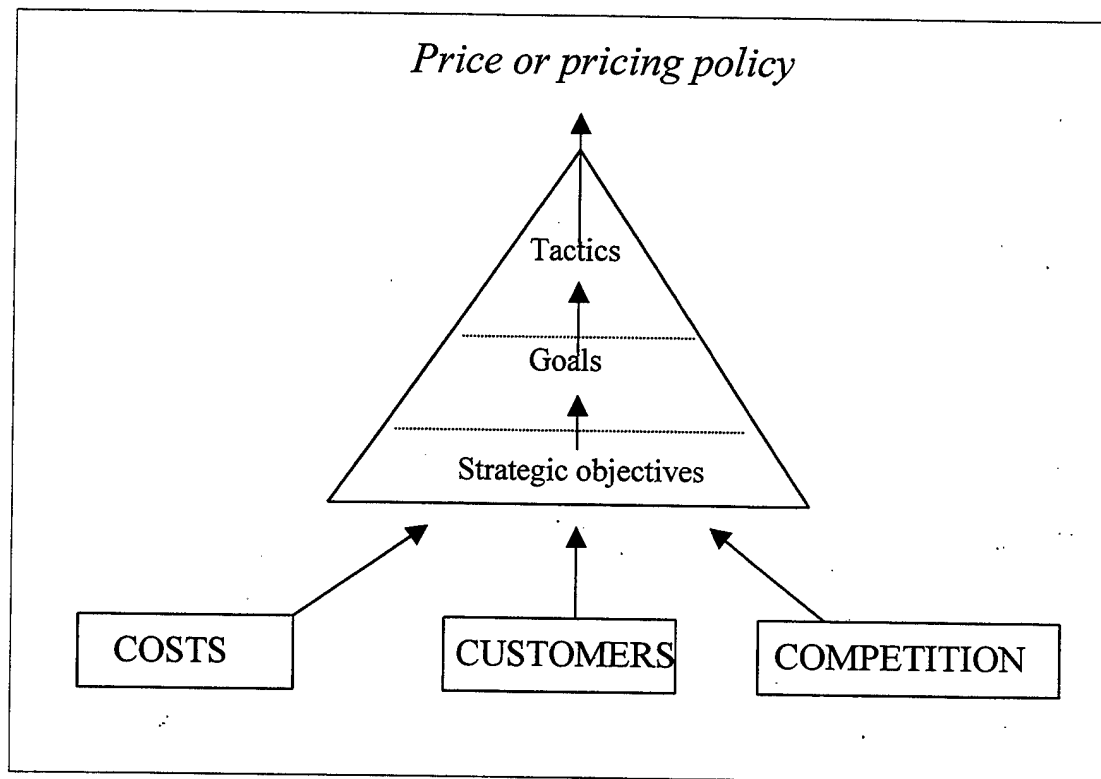 Price or pricing policy
Tactics
Goals
Strategic objectives
COSTS
CUSTOMERS
COMPETITION